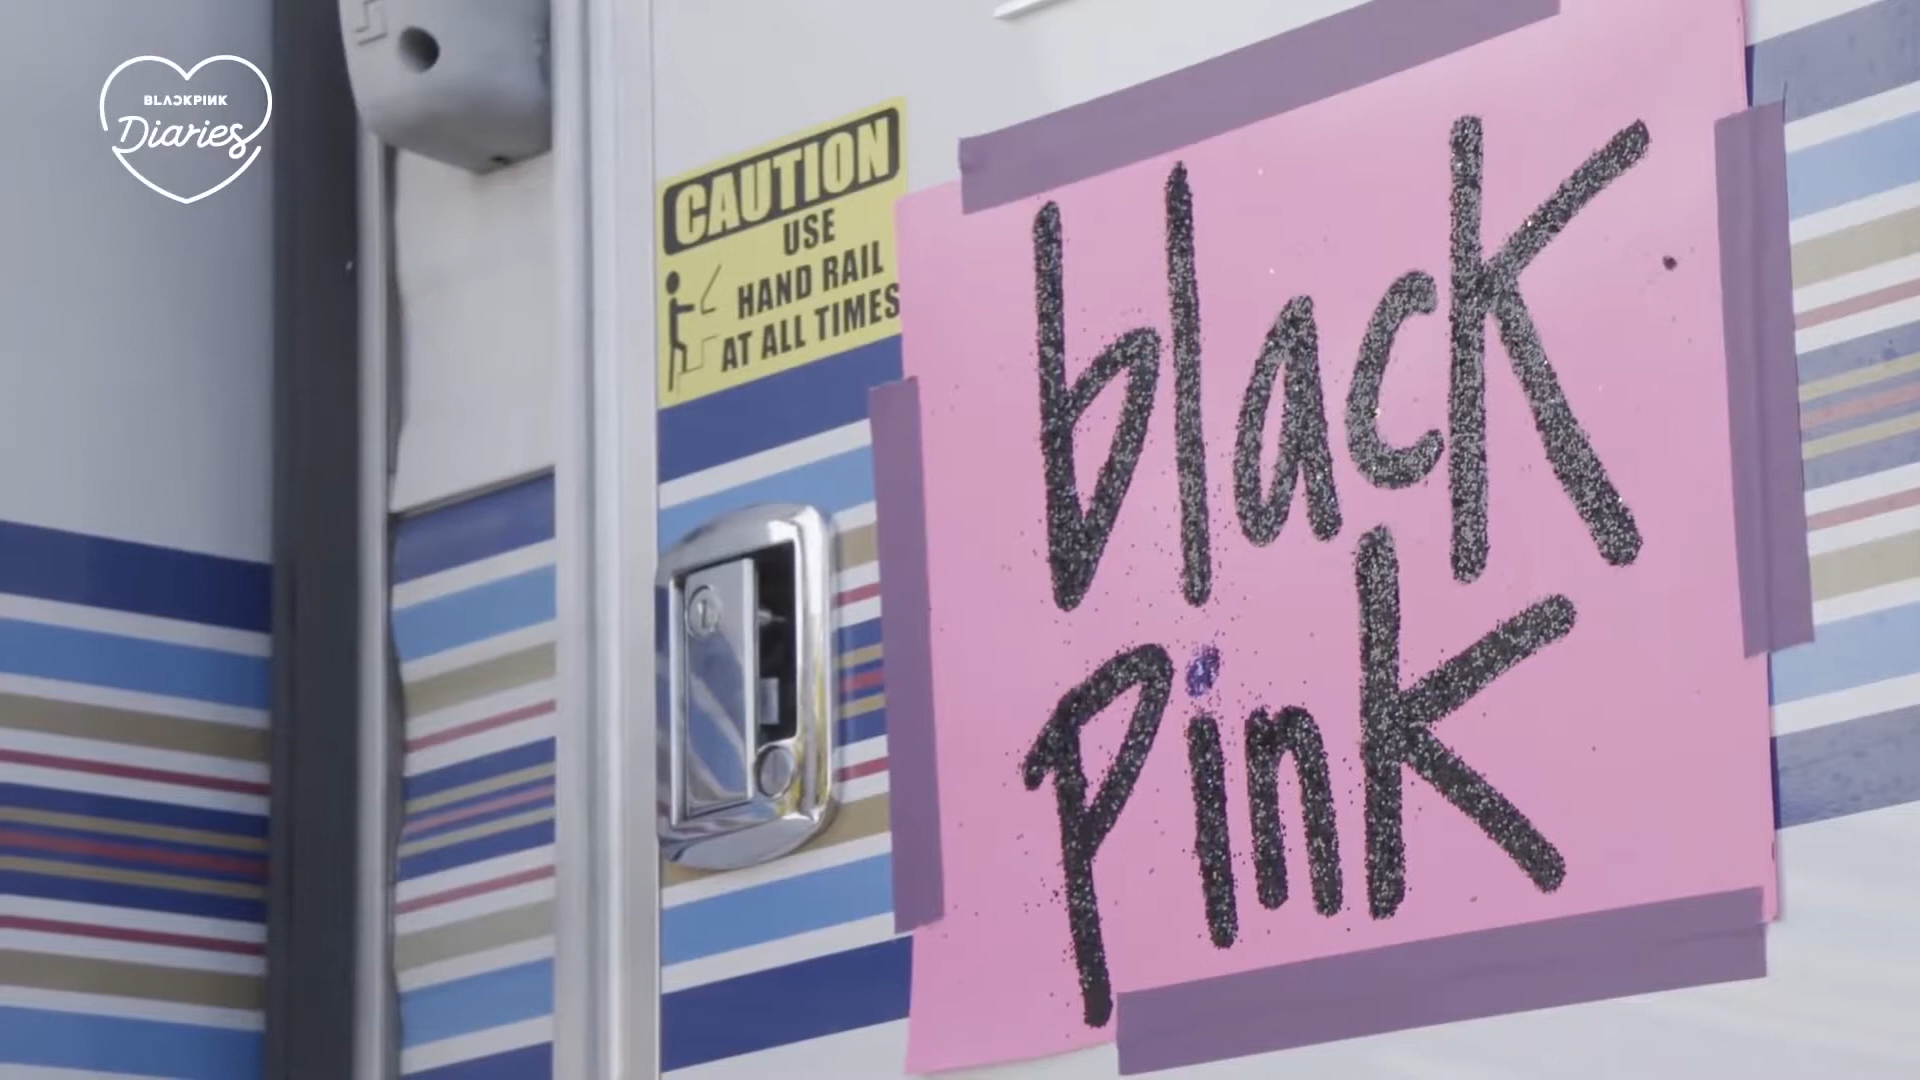 BLACKPINK
Diaries
CAUTION
USE
HAND RAIL
AT ALL TIMES
black
Pink